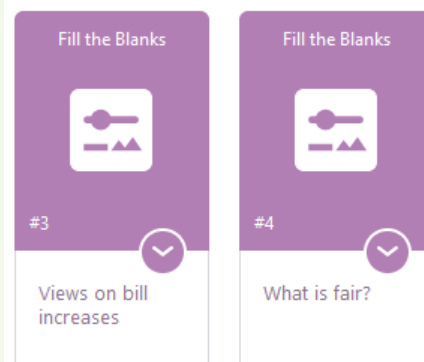 Fill the Blanks
#3
Views on bill
increases
Fill the Blanks
#4
What is fair?